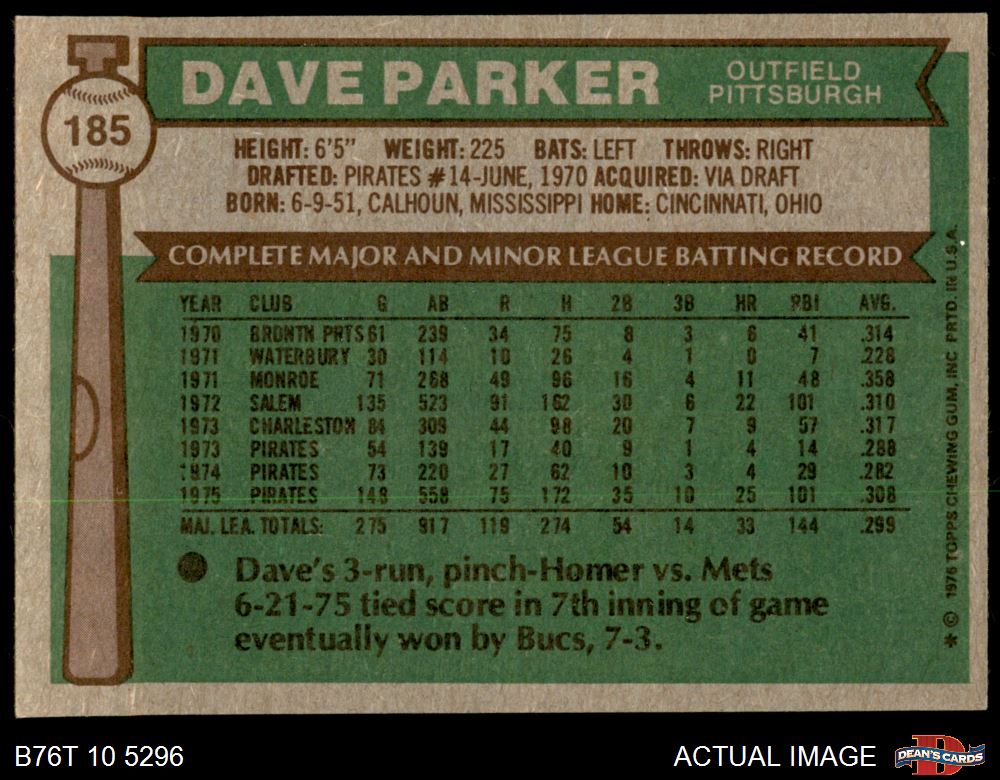 DAVE PARKER
OUTFIELD
PITTSBURGH
185
HEIGHT: 6'5" WEIGHT: 225 BATS: LEFT THROWS: RIGHT
DRAFTED: PIRATES #14-JUNE, 1970 ACQUIRED: VIA DRAFT
BORN: 6-9-51, CALHOUN, MISSISSIPPI HOME: CINCINNATI, OHIO
COMPLETE MAJOR AND MINOR LEAGUE BATTING RECORD
YEAR CLUB G AB R H 2B 3B HR RBI AVG.
1970 BRDNTN PRTS 61 239 34 75 8 3 6 41 .314
1971 WATERBURY 30 114 10 26 4 1 0 7 .228
1971 MONROE 71 268 49 96 16 4 11 48 .358
1972 SALEM 135 523 91 162 30 6 22 101 .310
1973 CHARLESTON 84 309 44 98 20 7 9 57 .317
1973 PIRATES 54 139 17 40 9 1 4 14 .288
1974 PIRATES 73 220 27 62 10 3 4 29 .282
1975 PIRATES 148 558 75 172 35 10 25 101 .308
MAJ. LEA. TOTALS: 275 917 119 274 54 14 33 144 .299
Dave's 3-run, pinch-Homer vs. Mets
6-21-75 tied score in 7th inning of game
eventually won by Bucs, 7-3.
* © 1976 TOPPS CHEWING GUM, INC PRTD. IN U.S.A.
B76T 10 5296
ACTUAL IMAGE
D
DEAN'S CARDS